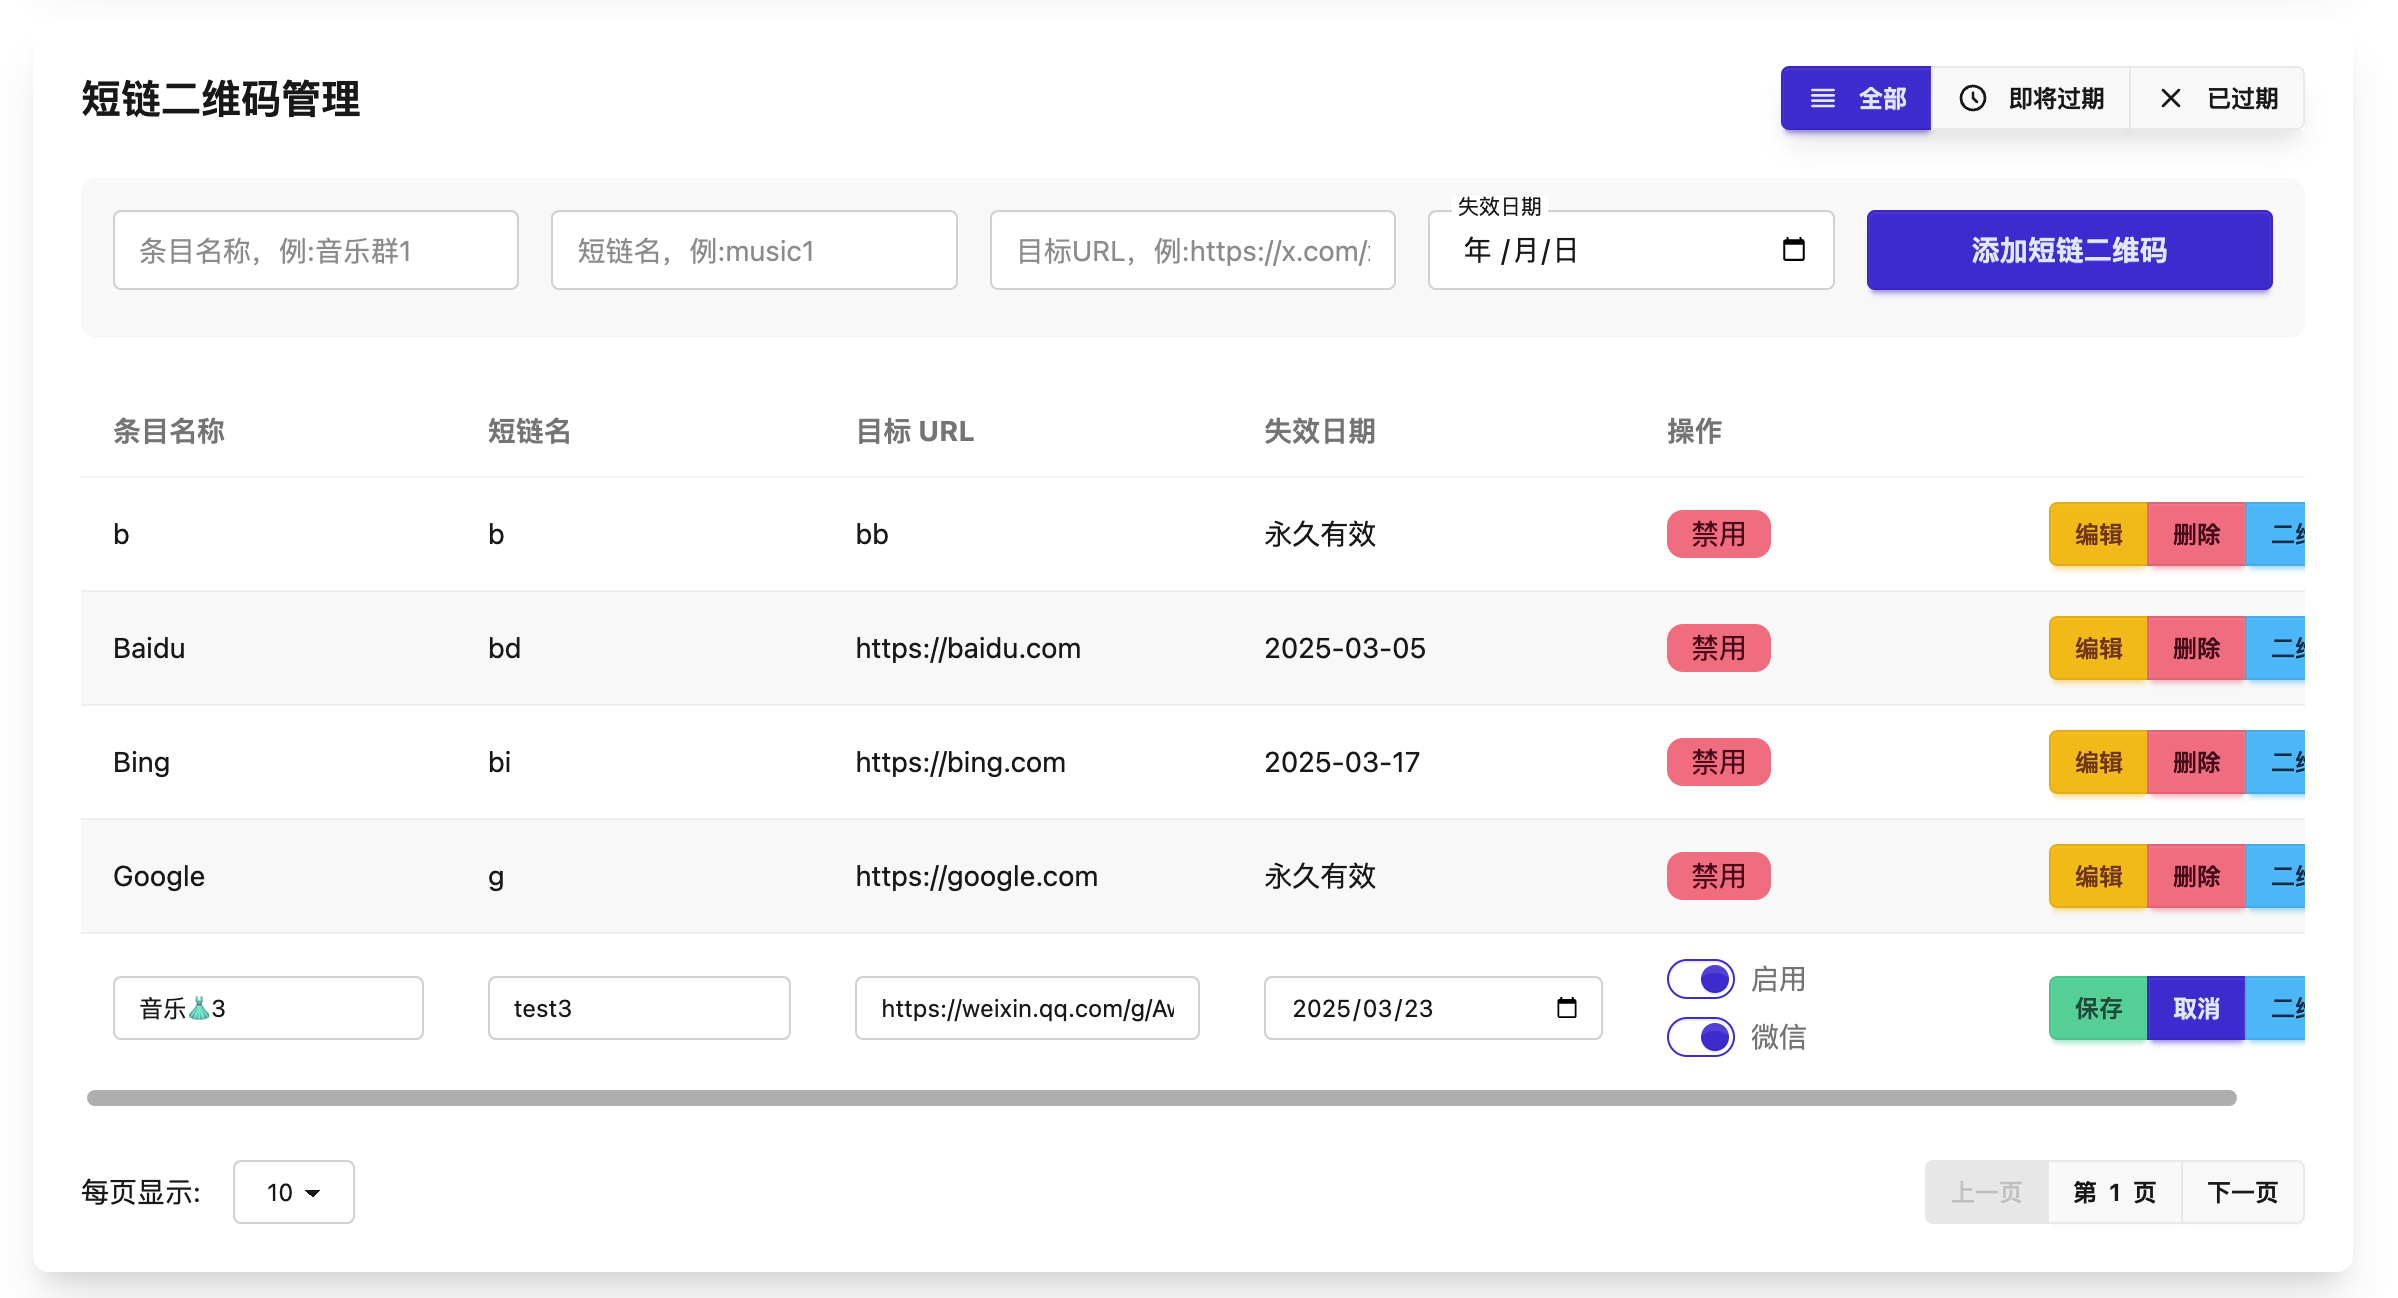 短链二维码管理
全部 即将过期 已过期
失效日期
条目名称，例:音乐群1 短链名，例:music1 目标URL，例:https://x.com/ 年 /月/日 添加短链二维码
条目名称 短链名 目标 URL 失效日期 操作
b b bb 永久有效 禁用 编辑 删除 二
Baidu bd https://baidu.com 2025-03-05 禁用 编辑 删除 二
Bing bi https://bing.com 2025-03-17 禁用 编辑 删除 二
Google g https://google.com 永久有效 禁用 编辑 删除 二
启用
音乐👗3 test3 https://weixin.qq.com/g/A 2025/03/23 保存 取消 二
微信
每页显示: 10 上一页 第 1 页 下一页